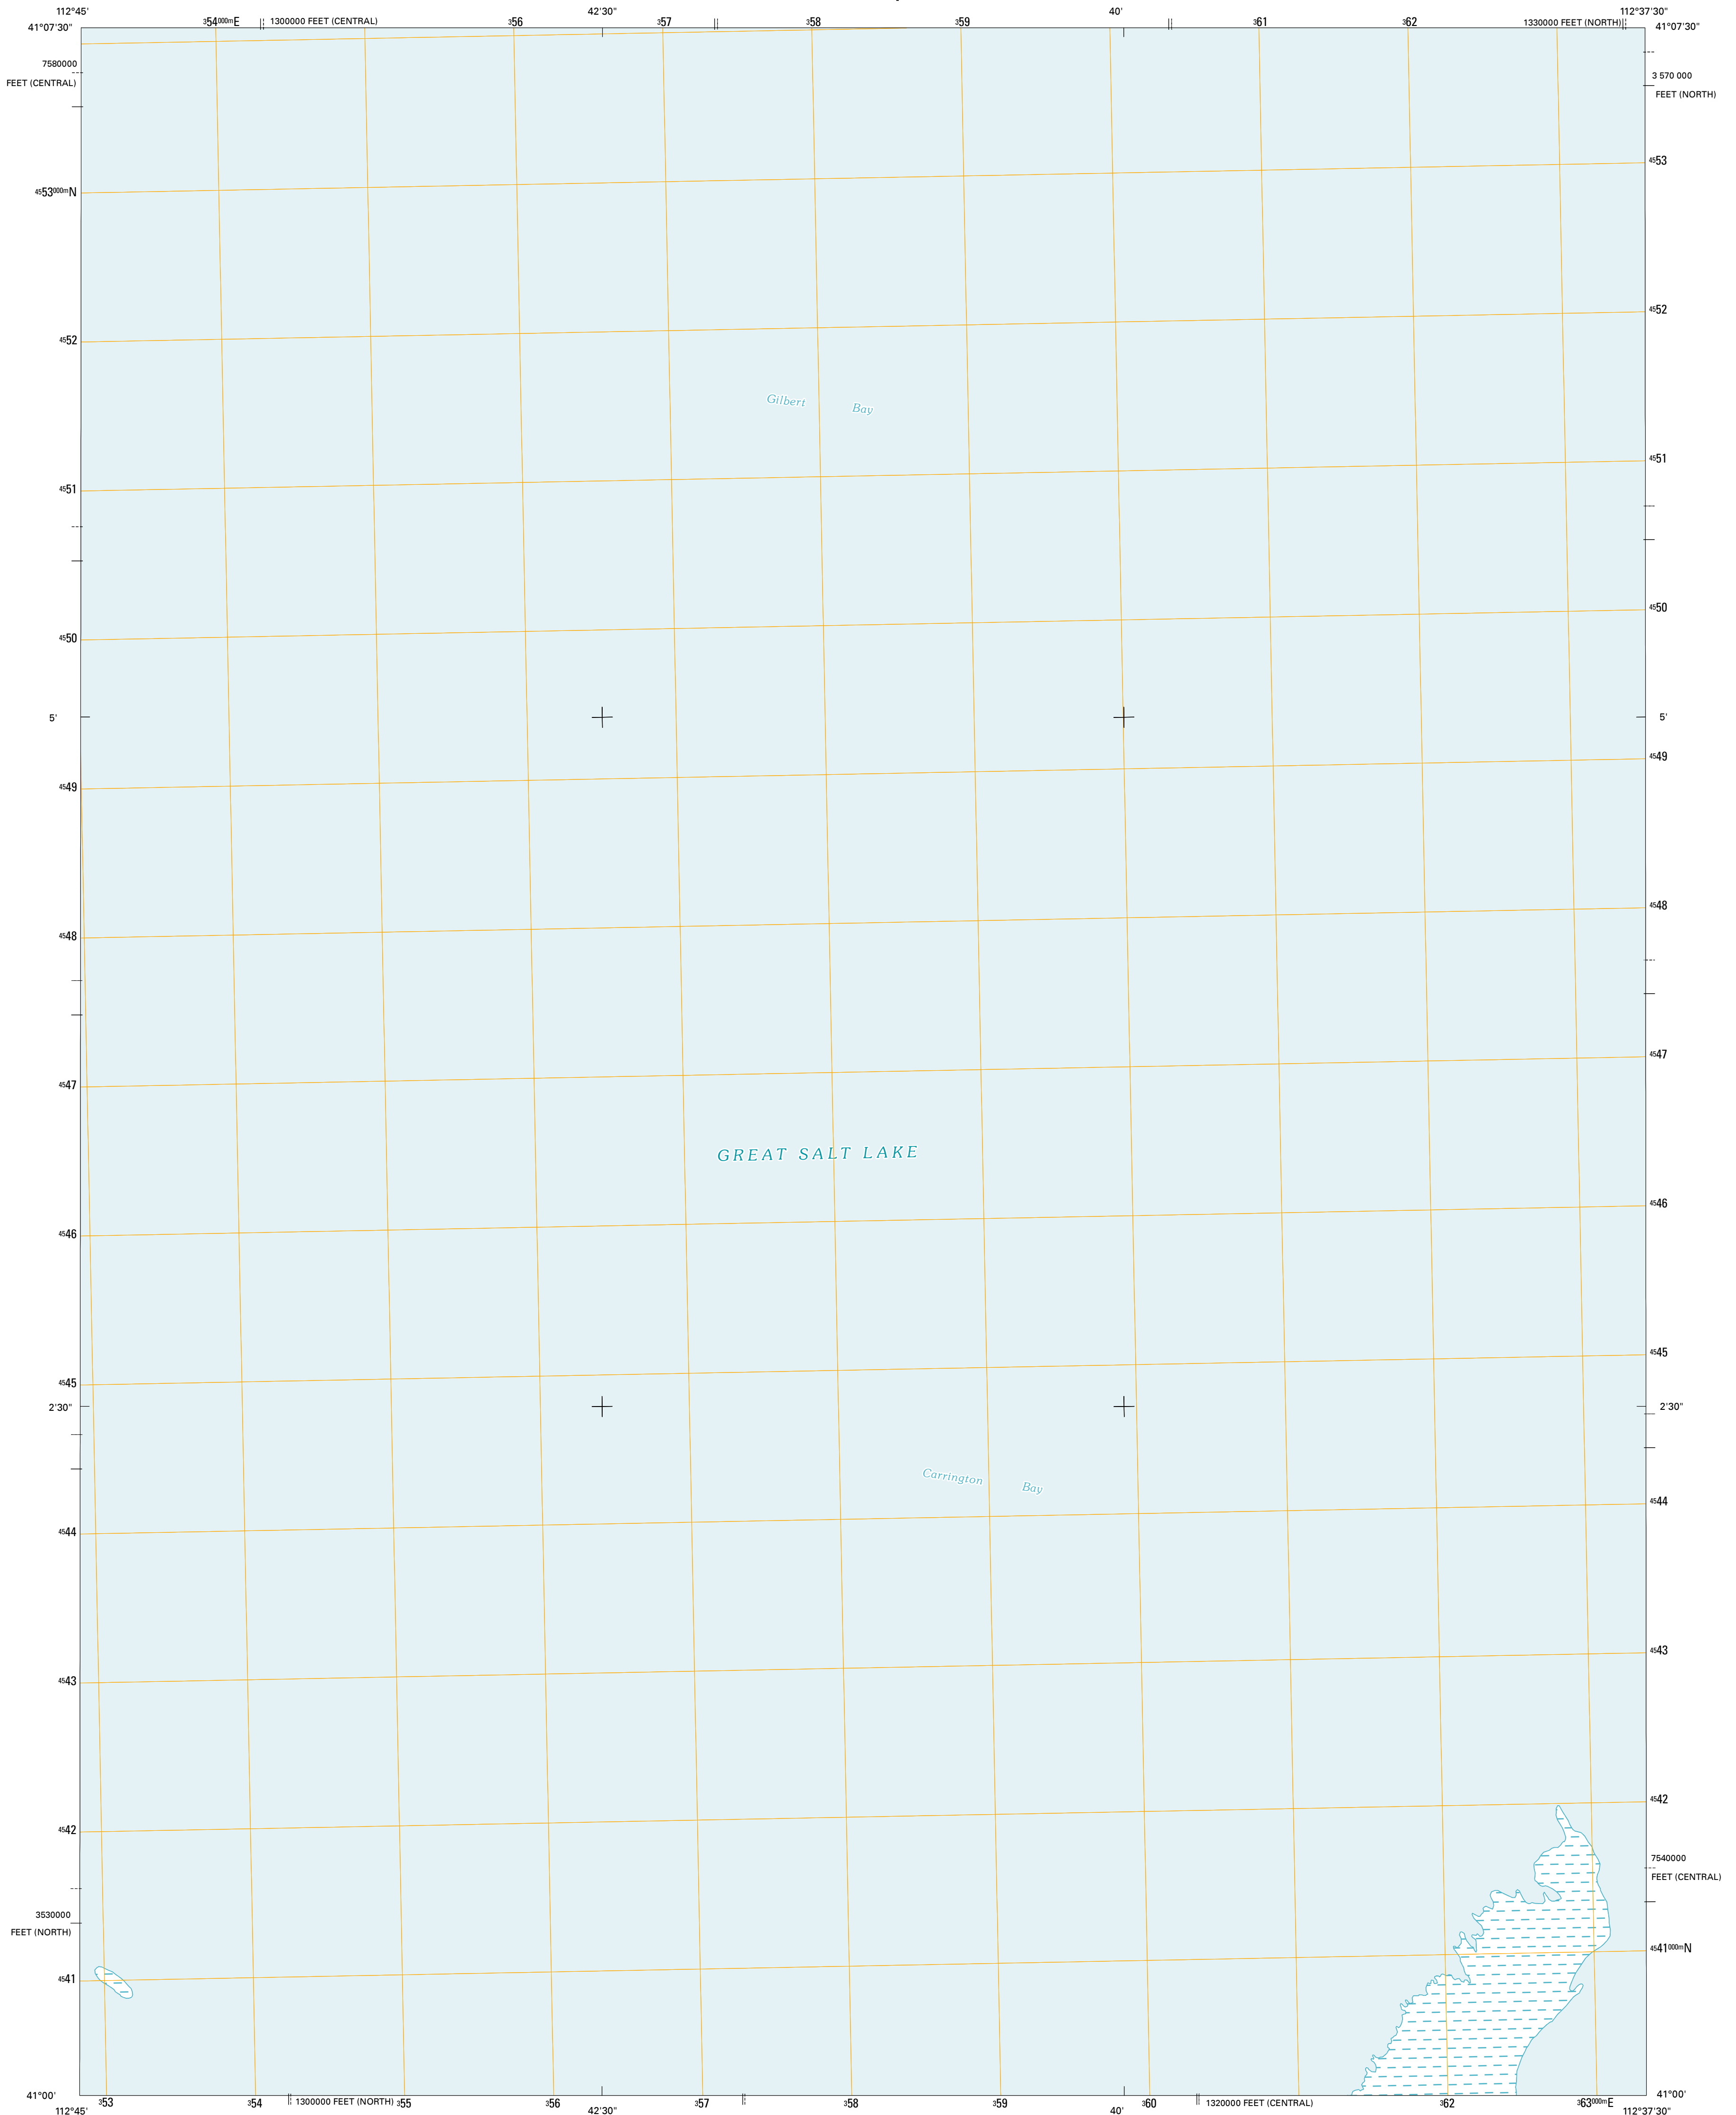 112°45' 354000mE 1300000 FEET (CENTRAL) 356 42'30" 357 358 359 40' 361 362 1330000 FEET (NORTH) 112°37'30"
41°07'30" 41°07'30"
7580000
FEET (CENTRAL)
3 570 000
FEET (NORTH)
4553
4553000mN
4552
4552
Gilbert Bay
4551
4551
4550
4550
5' 5'
4549
4549
4548
4548
4547
4547
GREAT SALT LAKE
4546
4546
4545
4545
2'30" 2'30"
Carrington Bay
4544
4544
4543
4543
4542
4542
7540000
FEET (CENTRAL)
3530000
FEET (NORTH)
4541000mN
4541
41°00' 41°00'
112°45' 353 354 1300000 FEET (NORTH) 355 356 42'30" 357 358 359 40' 360 1320000 FEET (CENTRAL) 362 363000mE 112°37'30"